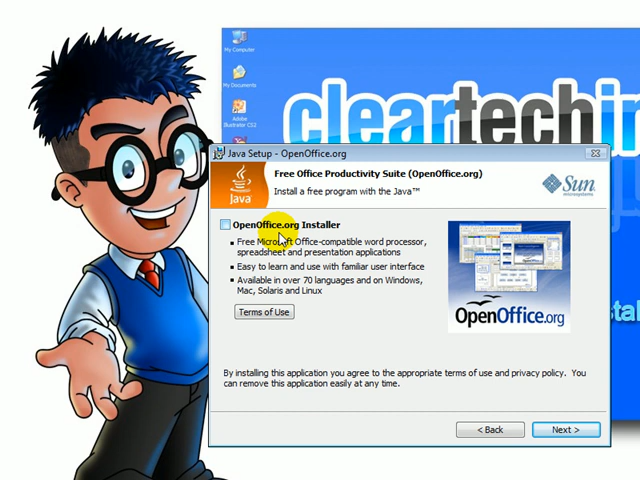 My Computer
My Documents
Adobe
Illustrator CS2
cleartechin
Java Setup - OpenOffice.org
Java
Free Office Productivity Suite (OpenOffice.org)
Install a free program with the Java™
Sun
microsystems
OpenOffice.org Installer
Free Microsoft Office-compatible word processor,
spreadsheet and presentation applications
Easy to learn and use with familiar user interface
Available in over 70 languages and on Windows,
Mac, Solaris and Linux
Terms of Use
OpenOffice.org
By installing this application you agree to the appropriate terms of use and privacy policy. You
can remove this application easily at any time.
< Back
Next >